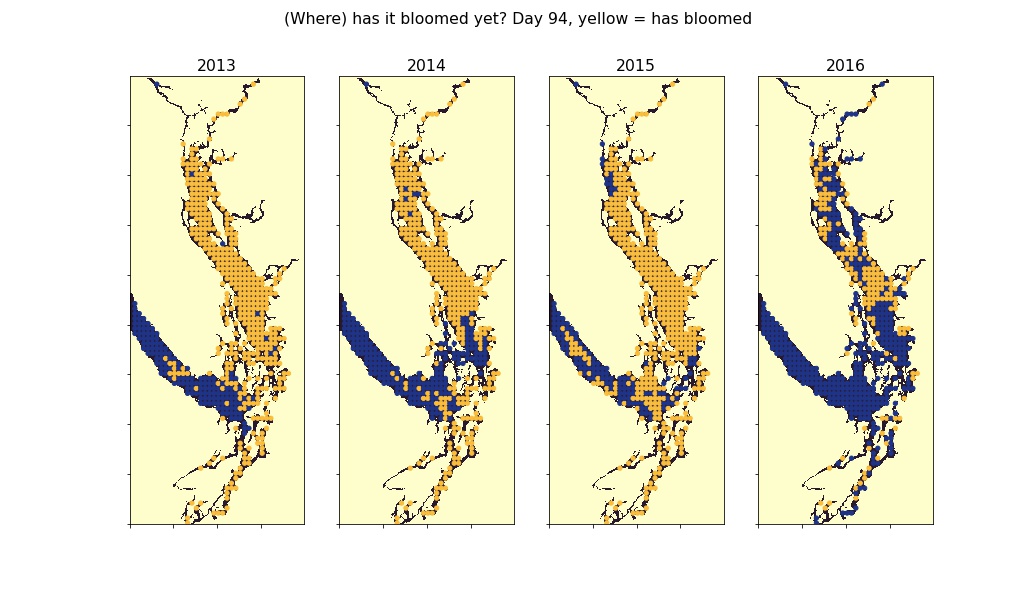 (Where) has it bloomed yet? Day 94, yellow = has bloomed
2013
2014
2015
2016